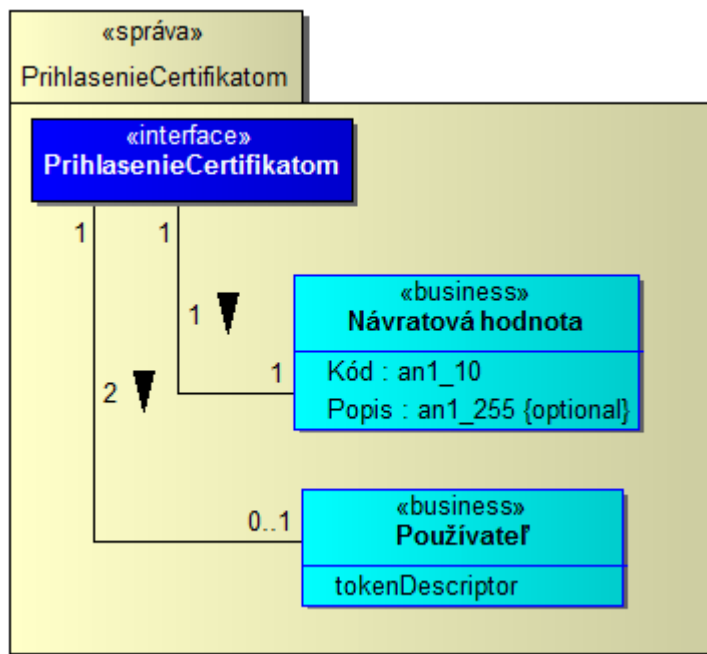 «správa»
PrihlasenieCertifikatom
«interface»
PrihlasenieCertifikatom
1
1
1
«business»
Návratová hodnota
Kód : an1_10
Popis : an1_255 {optional}
1
2
0..1
«business»
Používateľ
tokenDescriptor